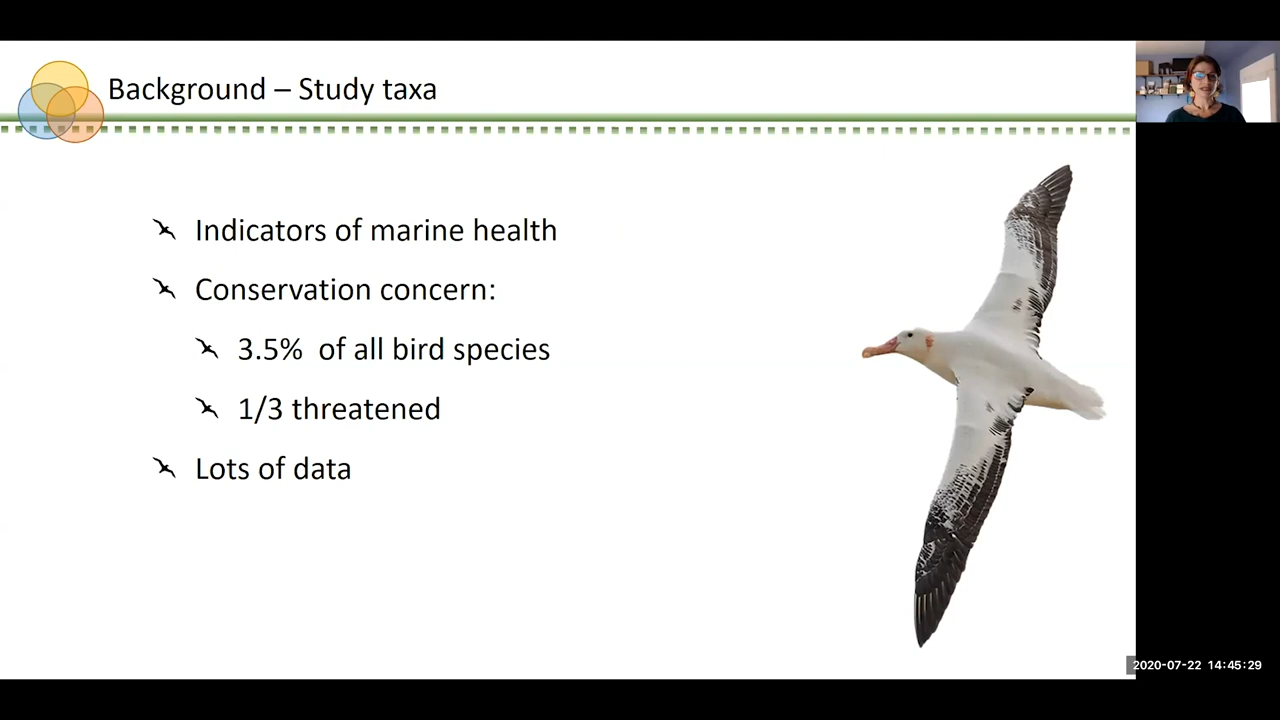 Background – Study taxa
Indicators of marine health
Conservation concern:
3.5%  of all bird species
1/3 threatened
Lots of data
2020-07-22 14:45:29